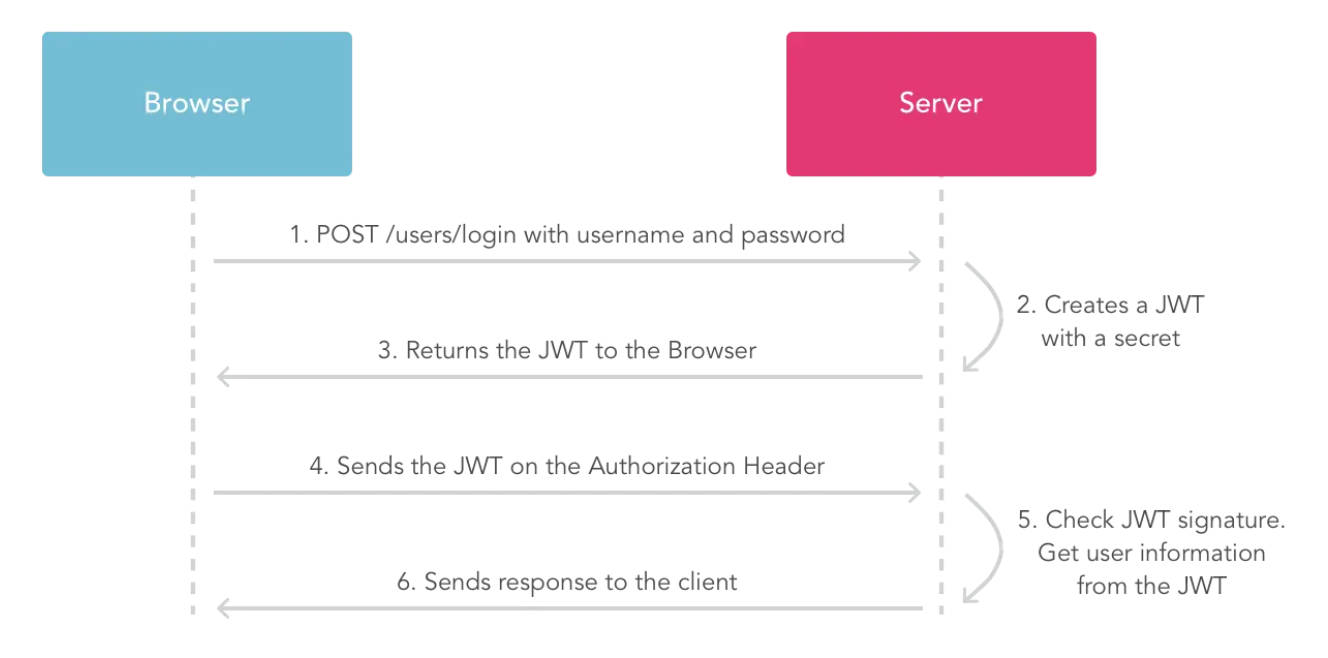 Browser
Server
1. POST /users/login with username and password
2. Creates a JWT
with a secret
3. Returns the JWT to the Browser
4. Sends the JWT on the Authorization Header
5. Check JWT signature.
Get user information
from the JWT
6. Sends response to the client